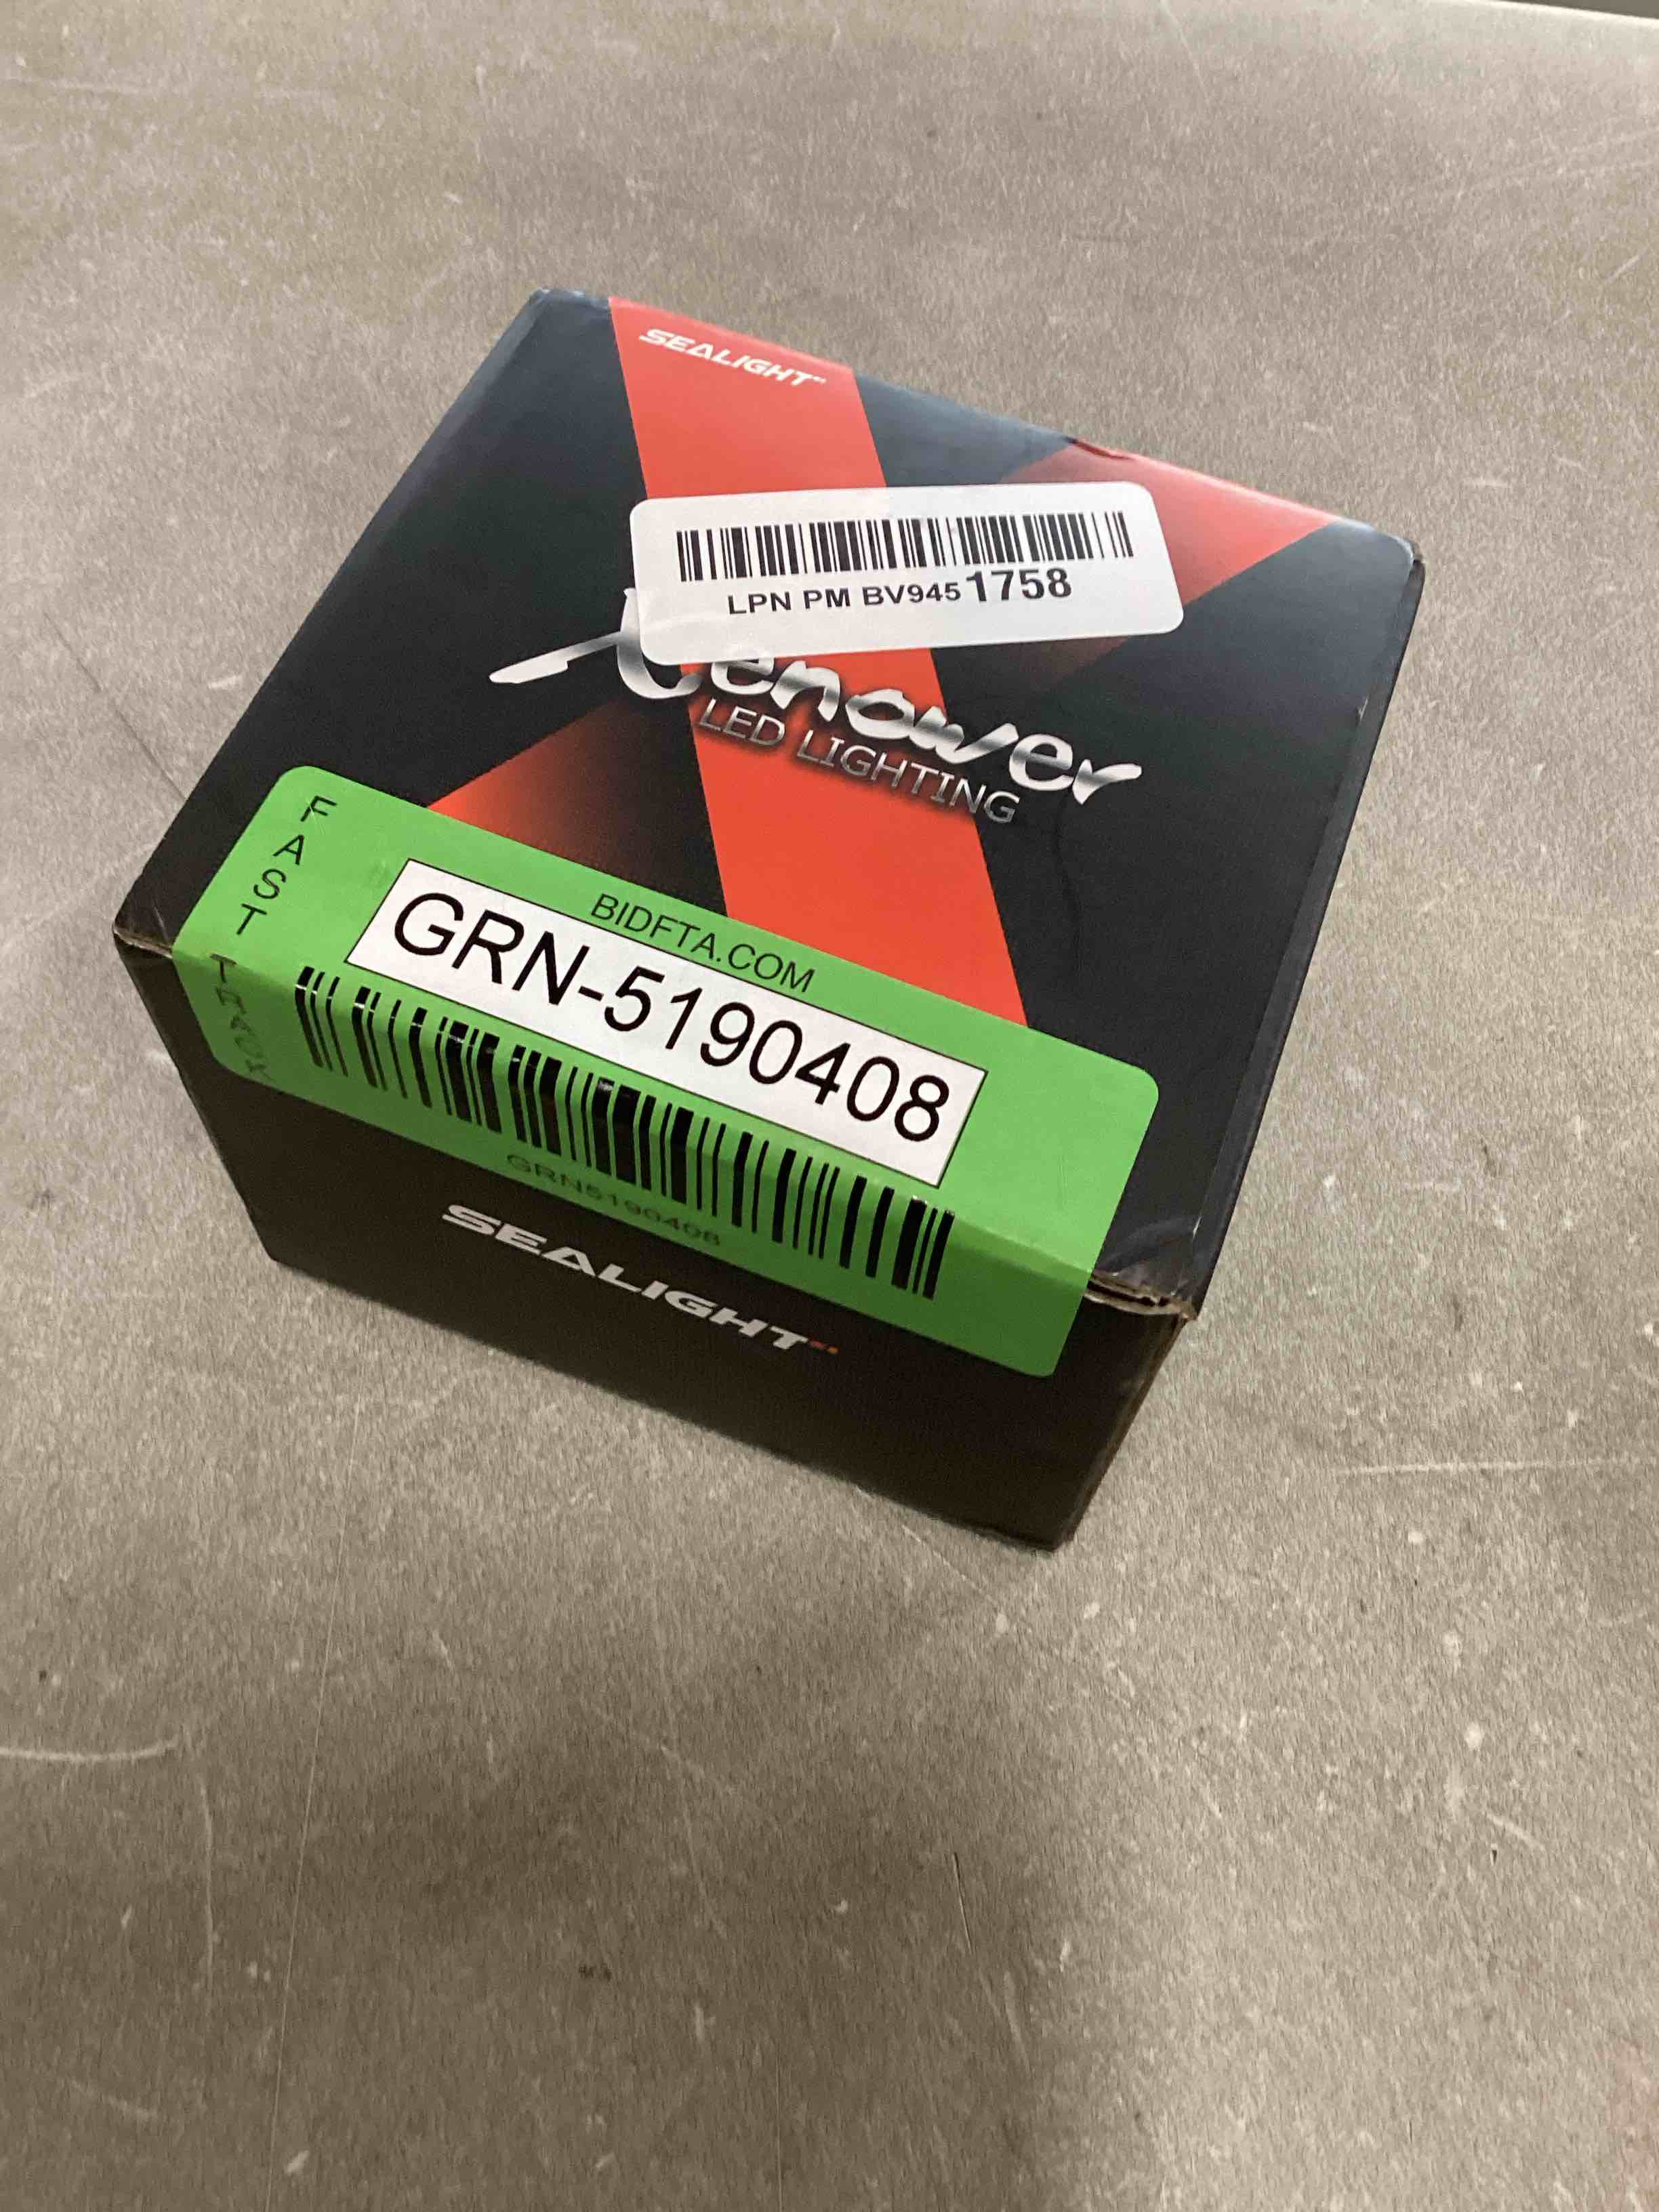 SEALIGHT
LPN PM BV9451758
Xenower
LED LIGHTING
FAST TRACK
BIDFTA.COM
GRN-5190408
GRN5190408
SEALIGHT